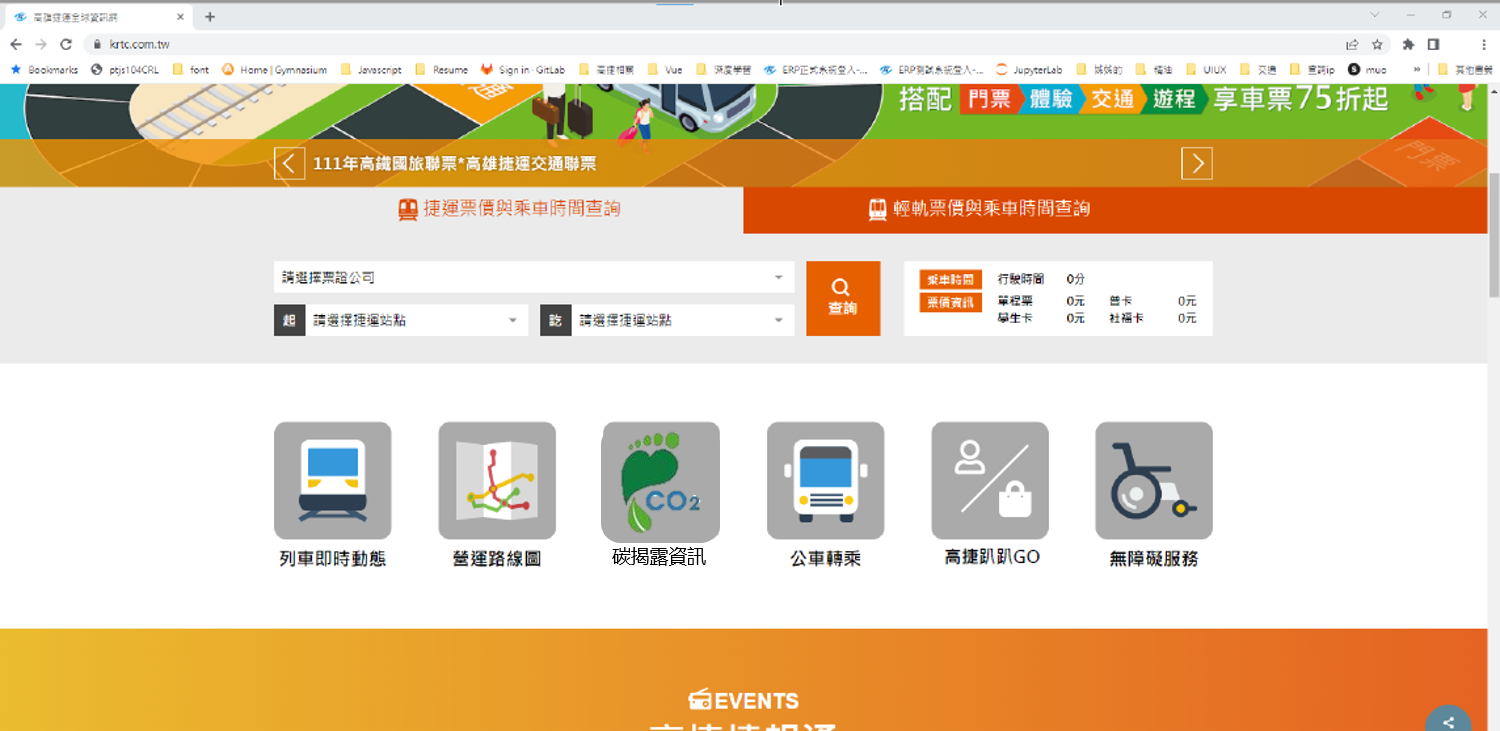 高雄捷運全球資訊網
krtc.com.tw
Bookmarks ptjs104CRL font Home | Gymnasium Javascript Resume Sign in · GitLab 高捷相關 Vue 深度學習 ERP正式系統登入-... ERP測試系統登入-... JupyterLab 姊姊的 UIUX 交通 查詢ip muo » 其他書籤
搭配 門票 體驗 交通 遊程 享車票75折起
門票
111年高鐵國旅聯票*高雄捷運交通聯票
捷運票價與乘車時間查詢 輕軌票價與乘車時間查詢
請選擇票證公司
起 請選擇捷運站點 訖 請選擇捷運站點
查詢
乘車時間 行駛時間 0分
票價資訊 單程票 0元 普卡 0元
學生卡 0元 社福卡 0元
CO2
列車即時動態 營運路線圖 碳揭露資訊 公車轉乘 高捷趴趴GO 無障礙服務
EVENTS